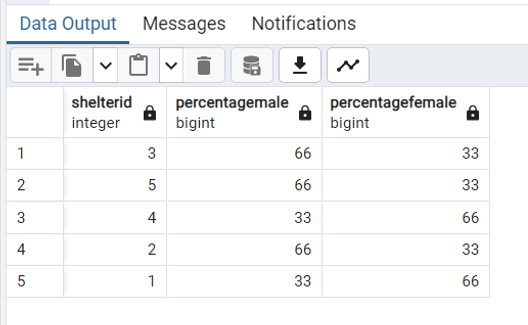 Data Output Messages Notifications
shelterid percentagemale percentagefemale
integer bigint bigint
1 3 66 33
2 5 66 33
3 4 33 66
4 2 66 33
5 1 33 66